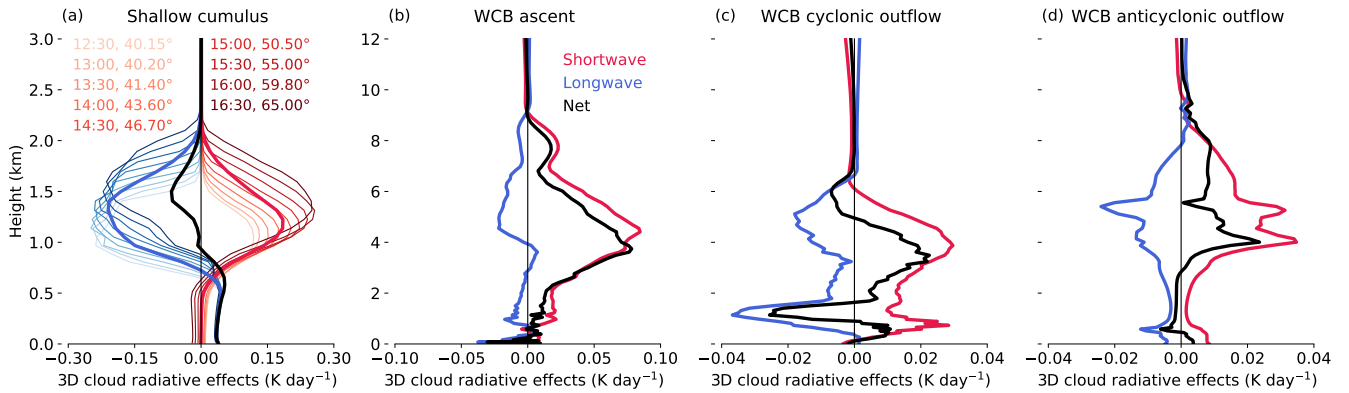 (a) Shallow cumulus
(b) WCB ascent
(c) WCB cyclonic outflow
(d) WCB anticyclonic outflow
12:30, 40.15°
13:00, 40.20°
13:30, 41.40°
14:00, 43.60°
14:30, 46.70°
15:00, 50.50°
15:30, 55.00°
16:00, 59.80°
16:30, 65.00°
Shortwave
Longwave
Net
Height (km)
3.0
2.5
2.0
1.5
1.0
0.5
0.0
−0.30 −0.15 0.00 0.15 0.30
3D cloud radiative effects (K day⁻¹)
12
10
8
6
4
2
0
−0.10 −0.05 0.00 0.05 0.10
3D cloud radiative effects (K day⁻¹)
−0.04 −0.02 0.00 0.02 0.04
3D cloud radiative effects (K day⁻¹)
−0.04 −0.02 0.00 0.02 0.04
3D cloud radiative effects (K day⁻¹)